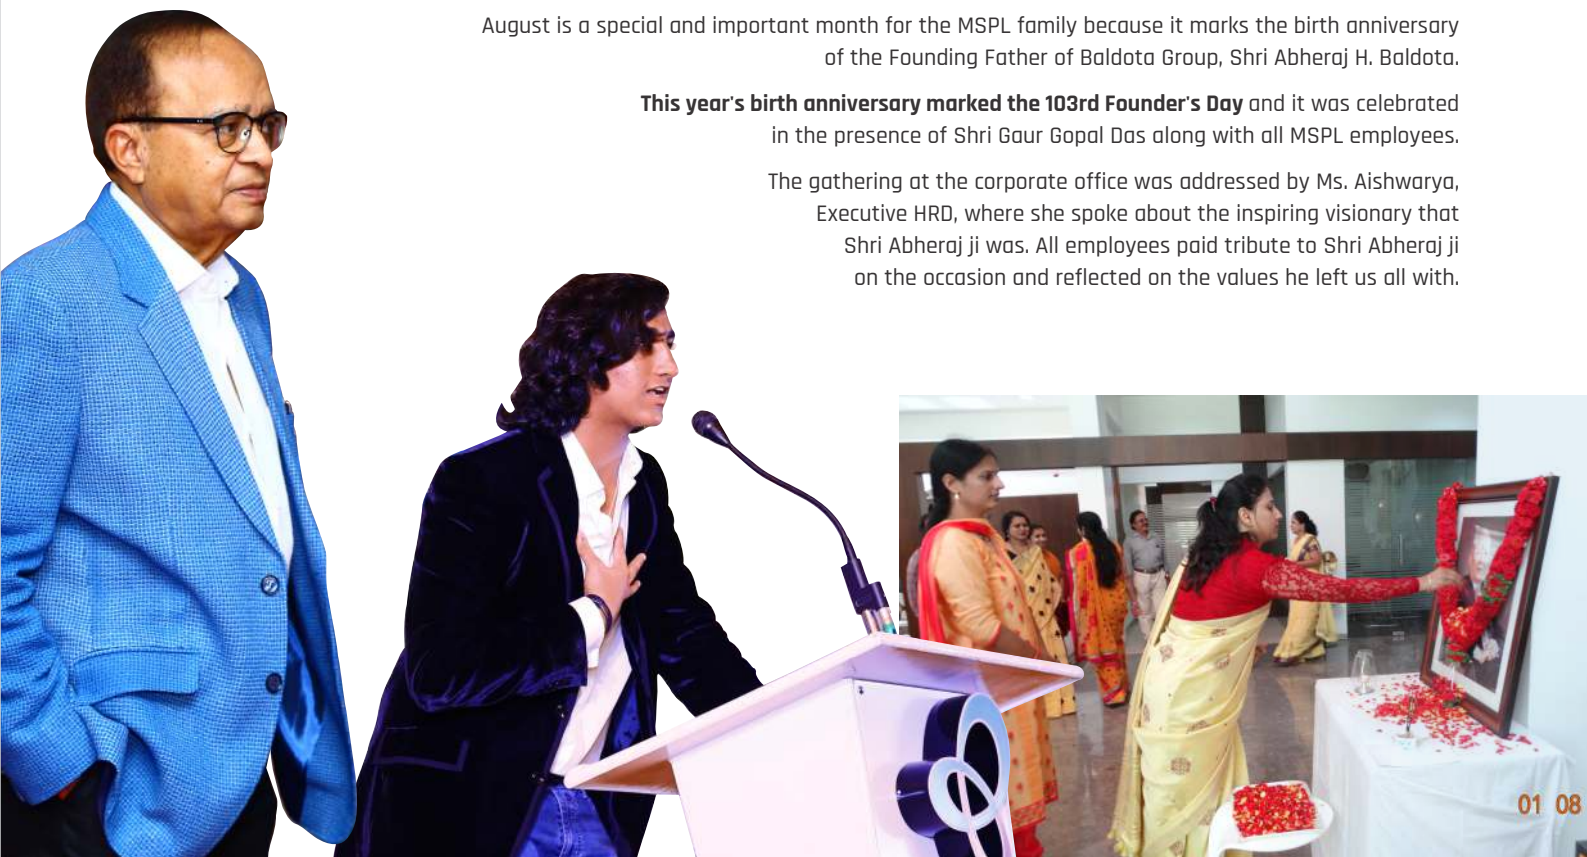 August is a special and important month for the MSPL family because it marks the birth anniversary
of the Founding Father of Baldota Group, Shri Abheraj H. Baldota.
This year's birth anniversary marked the 103rd Founder's Day and it was celebrated
in the presence of Shri Gaur Gopal Das along with all MSPL employees.
The gathering at the corporate office was addressed by Ms. Aishwarya,
Executive HRD, where she spoke about the inspiring visionary that
Shri Abheraj ji was. All employees paid tribute to Shri Abheraj ji
on the occasion and reflected on the values he left us all with.
01 08